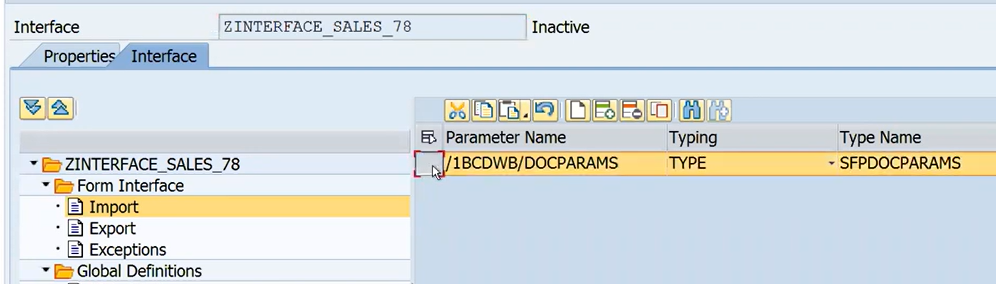 Interface ZINTERFACE_SALES_78 Inactive
Properties Interface
Parameter Name Typing Type Name
/1BCDWB/DOCPARAMS TYPE SFPDOCPARAMS
ZINTERFACE_SALES_78
Form Interface
Import
Export
Exceptions
Global Definitions